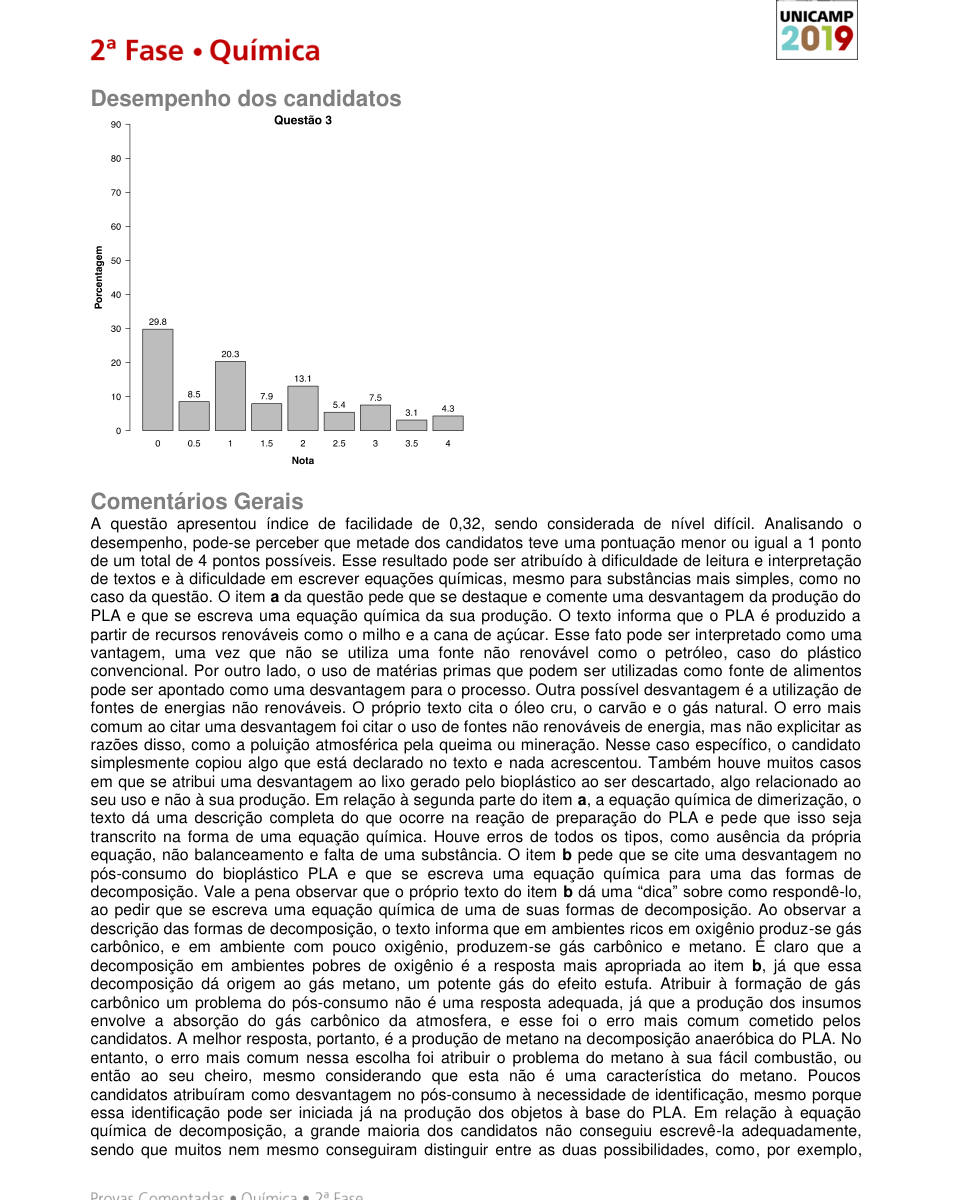 UNICAMP
2019
2ª Fase • Química
Desempenho dos candidatos
Questão 3
90
80
70
60
50
40
30
20
10
0
Porcentagem
29.8
8.5
20.3
7.9
13.1
5.4
7.5
3.1
4.3
0 0.5 1 1.5 2 2.5 3 3.5 4
Nota
Comentários Gerais
A questão apresentou índice de facilidade de 0,32, sendo considerada de nível difícil. Analisando o
desempenho, pode-se perceber que metade dos candidatos teve uma pontuação menor ou igual a 1 ponto
de um total de 4 pontos possíveis. Esse resultado pode ser atribuído à dificuldade de leitura e interpretação
de textos e à dificuldade em escrever equações químicas, mesmo para substâncias mais simples, como no
caso da questão. O item a da questão pede que se destaque e comente uma desvantagem da produção do
PLA e que se escreva uma equação química da sua produção. O texto informa que o PLA é produzido a
partir de recursos renováveis como o milho e a cana de açúcar. Esse fato pode ser interpretado como uma
vantagem, uma vez que não se utiliza uma fonte não renovável como o petróleo, caso do plástico
convencional. Por outro lado, o uso de matérias primas que podem ser utilizadas como fonte de alimentos
pode ser apontado como uma desvantagem para o processo. Outra possível desvantagem é a utilização de
fontes de energias não renováveis. O próprio texto cita o óleo cru, o carvão e o gás natural. O erro mais
comum ao citar uma desvantagem foi citar o uso de fontes não renováveis de energia, mas não explicitar as
razões disso, como a poluição atmosférica pela queima ou mineração. Nesse caso específico, o candidato
simplesmente copiou algo que está declarado no texto e nada acrescentou. Também houve muitos casos
em que se atribui uma desvantagem ao lixo gerado pelo bioplástico ao ser descartado, algo relacionado ao
seu uso e não à sua produção. Em relação à segunda parte do item a, a equação química de dimerização, o
texto dá uma descrição completa do que ocorre na reação de preparação do PLA e pede que isso seja
transcrito na forma de uma equação química. Houve erros de todos os tipos, como ausência da própria
equação, não balanceamento e falta de uma substância. O item b pede que se cite uma desvantagem no
pós-consumo do bioplástico PLA e que se escreva uma equação química para uma das formas de
decomposição. Vale a pena observar que o próprio texto do item b dá uma “dica” sobre como respondê-lo,
ao pedir que se escreva uma equação química de uma de suas formas de decomposição. Ao observar a
descrição das formas de decomposição, o texto informa que em ambientes ricos em oxigênio produz-se gás
carbônico, e em ambiente com pouco oxigênio, produzem-se gás carbônico e metano. É claro que a
decomposição em ambientes pobres de oxigênio é a resposta mais apropriada ao item b, já que essa
decomposição dá origem ao gás metano, um potente gás do efeito estufa. Atribuir à formação de gás
carbônico um problema do pós-consumo não é uma resposta adequada, já que a produção dos insumos
envolve a absorção do gás carbônico da atmosfera, e esse foi o erro mais comum cometido pelos
candidatos. A melhor resposta, portanto, é a produção de metano na decomposição anaeróbica do PLA. No
entanto, o erro mais comum nessa escolha foi atribuir o problema do metano à sua fácil combustão, ou
então ao seu cheiro, mesmo considerando que esta não é uma característica do metano. Poucos
candidatos atribuíram como desvantagem no pós-consumo à necessidade de identificação, mesmo porque
essa identificação pode ser iniciada já na produção dos objetos à base do PLA. Em relação à equação
química de decomposição, a grande maioria dos candidatos não conseguiu escrevê-la adequadamente,
sendo que muitos nem mesmo conseguiram distinguir entre as duas possibilidades, como, por exemplo,
Provas Comentadas • Química • 2ª Fase